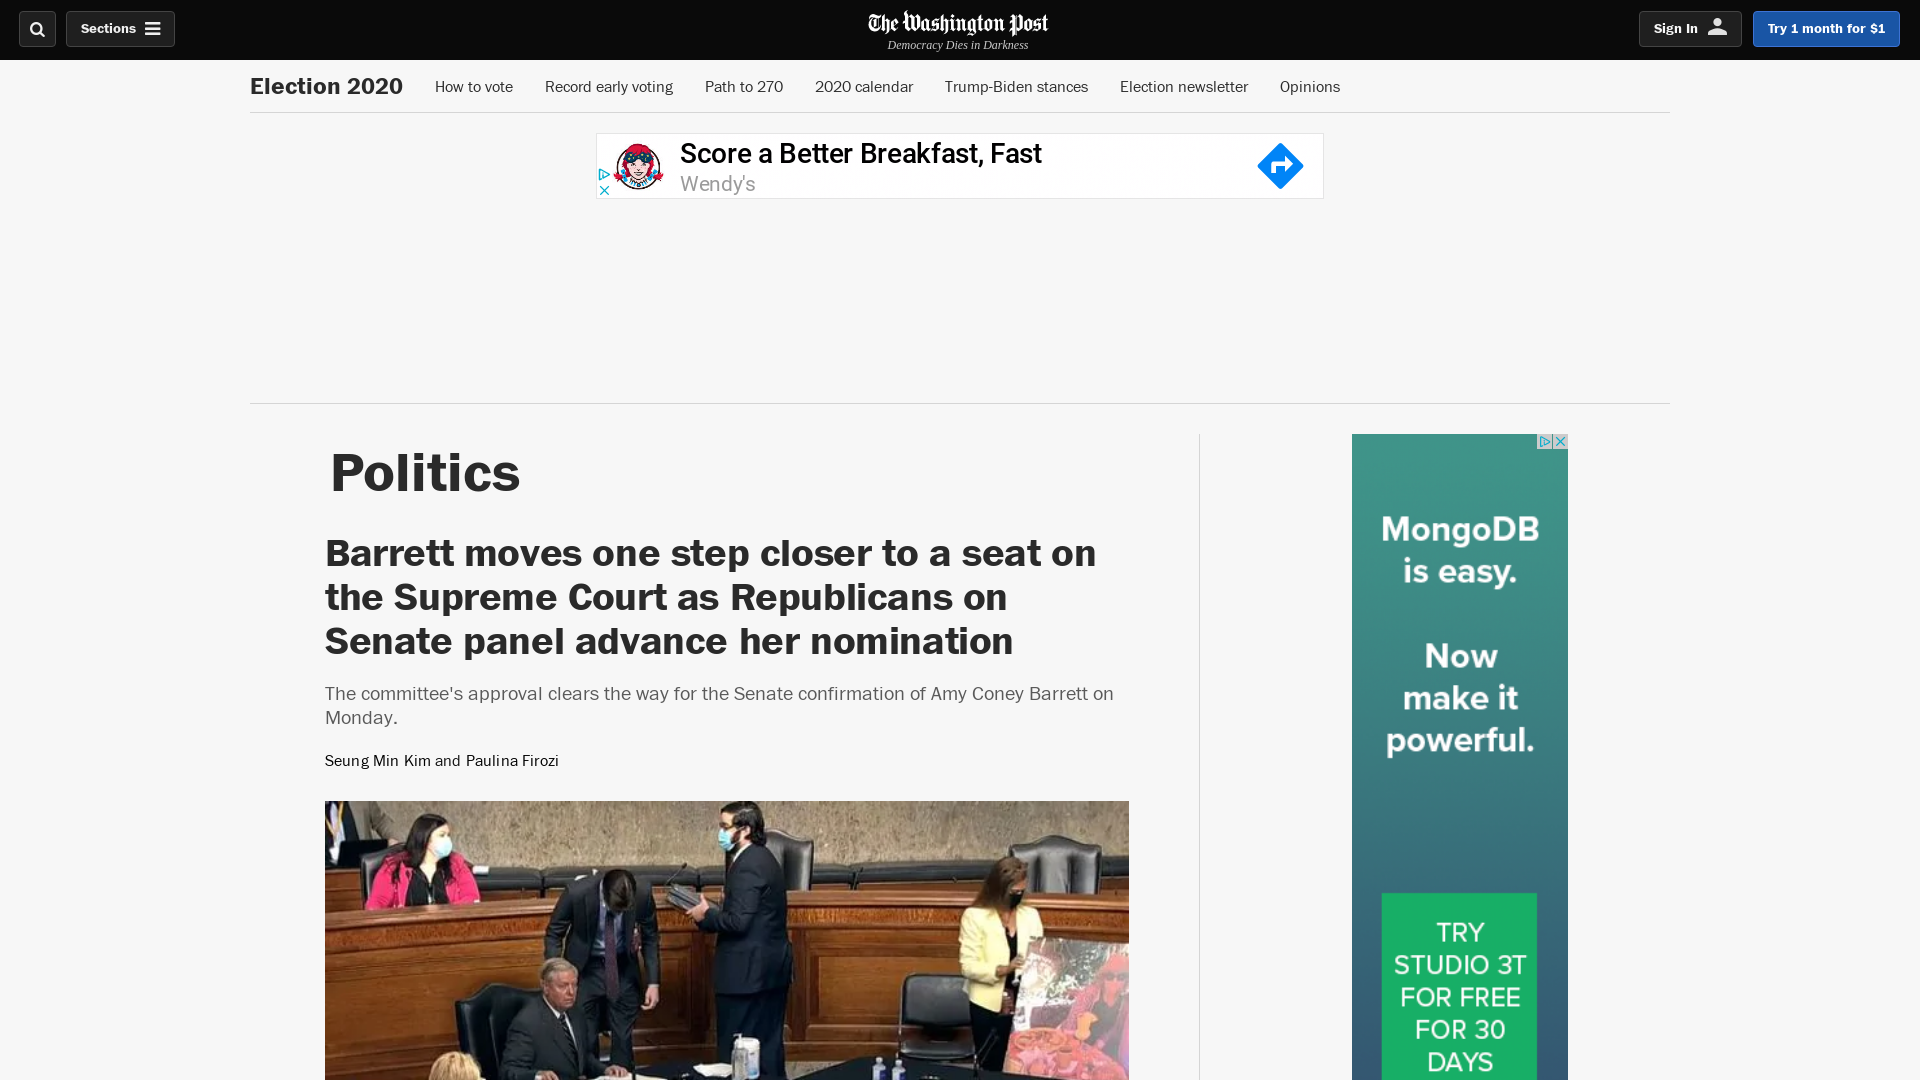 Sections
The Washington Post
Democracy Dies in Darkness
Sign In
Try 1 month for $1
Election 2020
How to vote
Record early voting
Path to 270
2020 calendar
Trump-Biden stances
Election newsletter
Opinions
Score a Better Breakfast, Fast
Wendy's
Politics
Barrett moves one step closer to a seat on
the Supreme Court as Republicans on
Senate panel advance her nomination
The committee's approval clears the way for the Senate confirmation of Amy Coney Barrett on
Monday.
Seung Min Kim and Paulina Firozi
MongoDB
is easy.
Now
make it
powerful.
TRY
STUDIO 3T
FOR FREE
FOR 30
DAYS